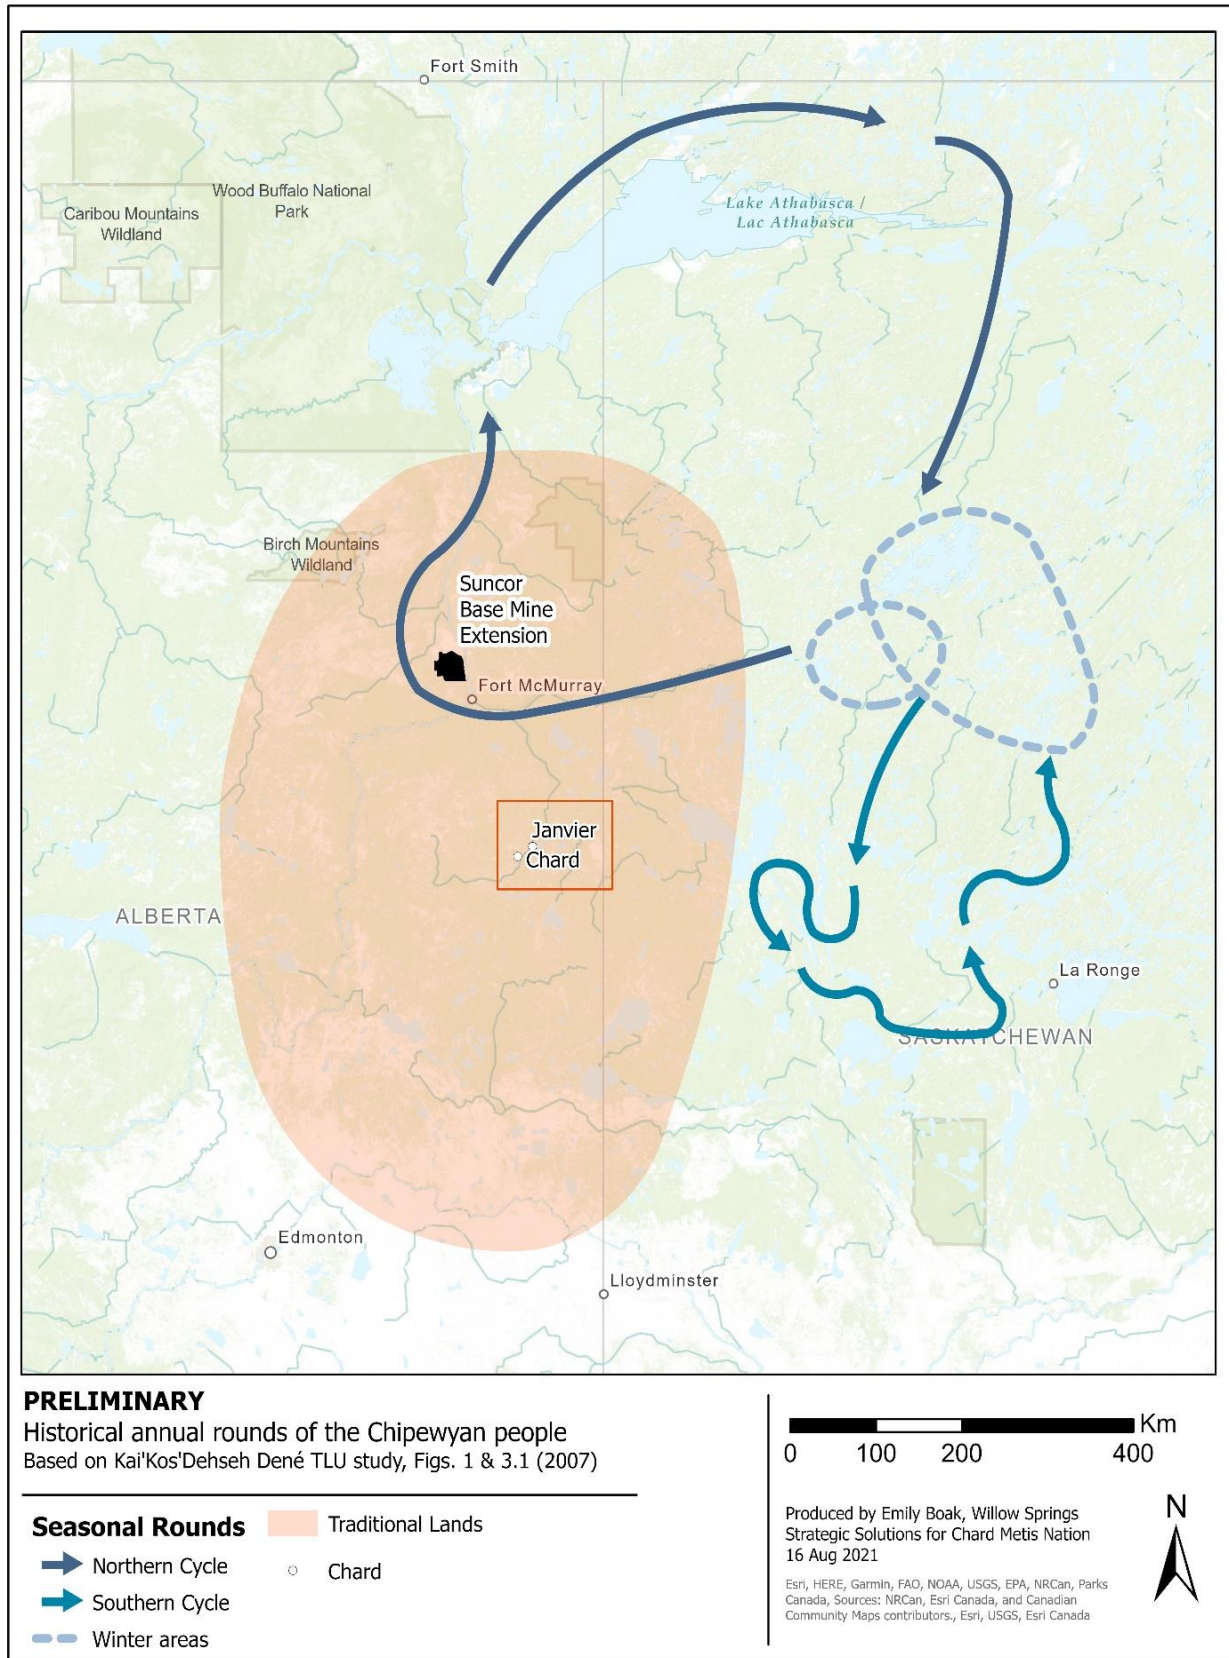 Fort Smith
Wood Buffalo National
Park
Caribou Mountains
Wildland
Lake Athabasca /
Lac Athabasca
Birch Mountains
Wildland
Suncor
Base Mine
Extension
Fort McMurray
Janvier
Chard
ALBERTA
La Ronge
SASKATCHEWAN
Edmonton
Lloydminster
PRELIMINARY
Historical annual rounds of the Chipewyan people
Based on Kai'Kos'Dehseh Dené TLU study, Figs. 1 & 3.1 (2007)
Seasonal Rounds
Northern Cycle
Southern Cycle
Winter areas
Traditional Lands
Chard
Km
0 100 200 400
Produced by Emily Boak, Willow Springs
Strategic Solutions for Chard Metis Nation
16 Aug 2021
Esri, HERE, Garmin, FAO, NOAA, USGS, EPA, NRCan, Parks
Canada, Sources: NRCan, Esri Canada, and Canadian
Community Maps contributors., Esri, USGS, Esri Canada
N